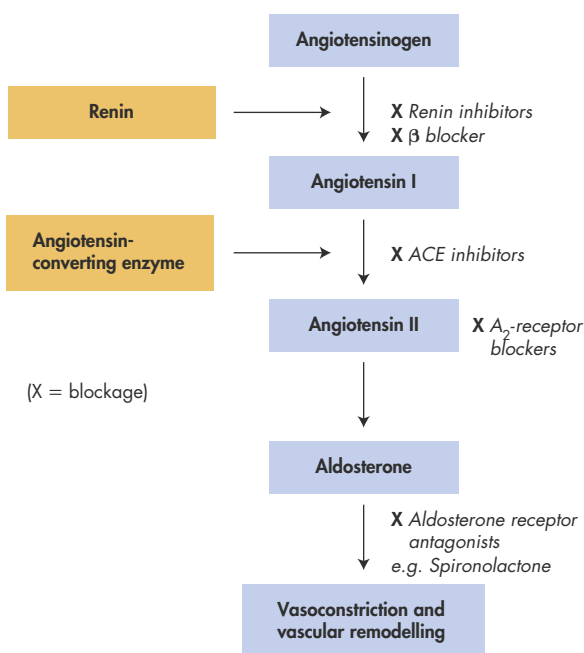 Angiotensinogen
Renin
X Renin inhibitors
X β blocker
Angiotensin I
Angiotensin-
converting enzyme
X ACE inhibitors
Angiotensin II
X A₂-receptor
blockers
(X = blockage)
Aldosterone
X Aldosterone receptor
antagonists
e.g. Spironolactone
Vasoconstriction and
vascular remodelling